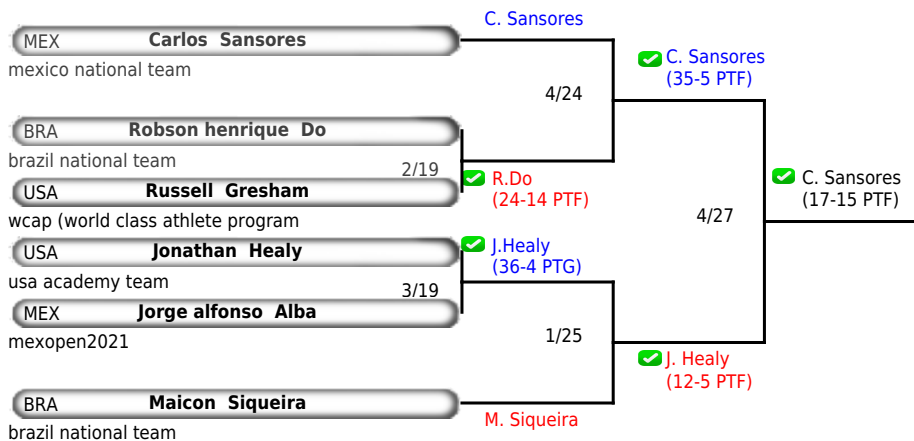 C. Sansores
MEX Carlos Sansores
mexico national team
C. Sansores
(35-5 PTF)
4/24
BRA Robson henrique Do
brazil national team
2/19
R.Do
(24-14 PTF)
USA Russell Gresham
wcap (world class athlete program
C. Sansores
(17-15 PTF)
4/27
USA Jonathan Healy
usa academy team
J.Healy
(36-4 PTG)
3/19
MEX Jorge alfonso Alba
mexopen2021
1/25
J. Healy
(12-5 PTF)
BRA Maicon Siqueira
brazil national team
M. Siqueira